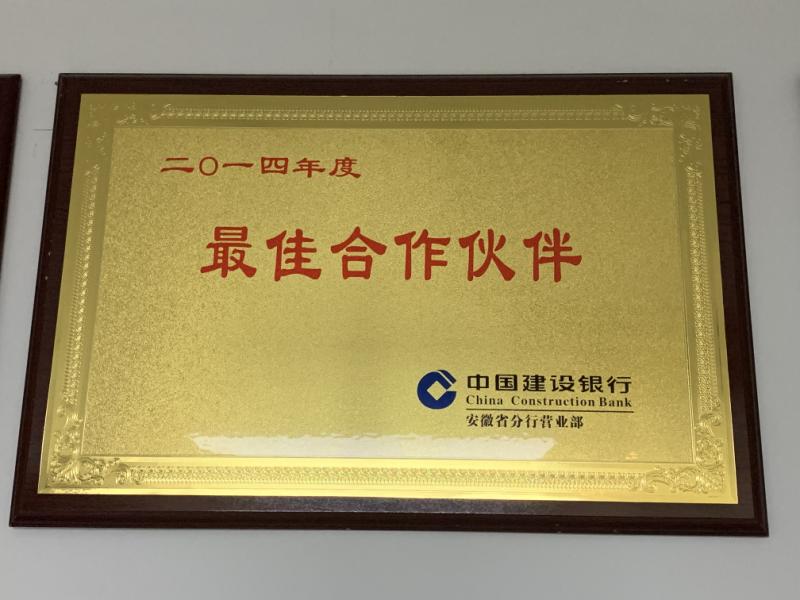 二〇一四年度
最佳合作伙伴
中国建设银行
China Construction Bank
安徽省分行营业部